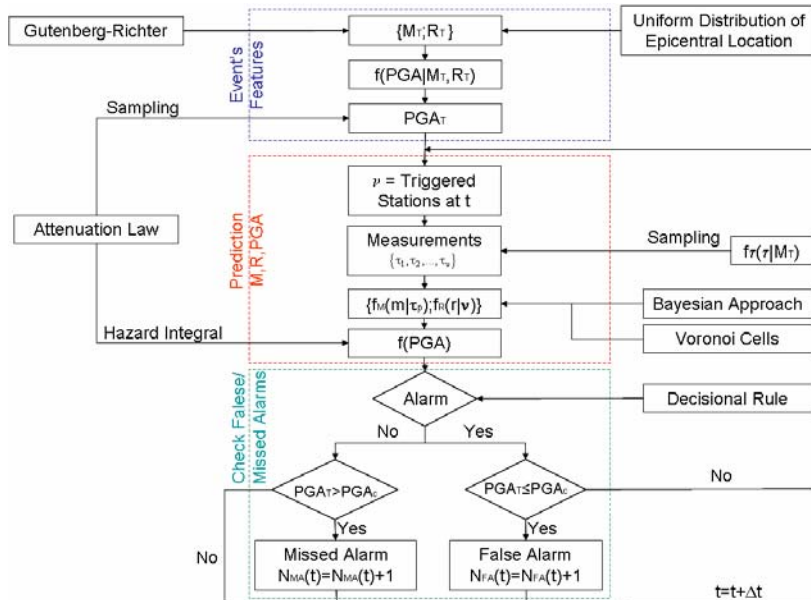 Gutenberg-Richter
{MT;RT}
Uniform Distribution of
Epicentral Location
Event's
Features
f(PGA|MT,RT)
Sampling
PGAT
ν = Triggered
Stations at t
Attenuation Law
Prediction
M,R,PGA
Measurements
{τ1,τ2,...,τν}
Sampling
fτ(τ|MT)
{fM(m|τp);fR(r|ν)}
Bayesian Approach
Voronoi Cells
Hazard Integral
f(PGA)
Check Falese/
Missed Alarms
Alarm
Decisional Rule
No
Yes
PGAT>PGAc
PGAT≤PGAc
No
No
Yes
Yes
Missed Alarm
NMA(t)=NMA(t)+1
False Alarm
NFA(t)=NFA(t)+1
t=t+Δt